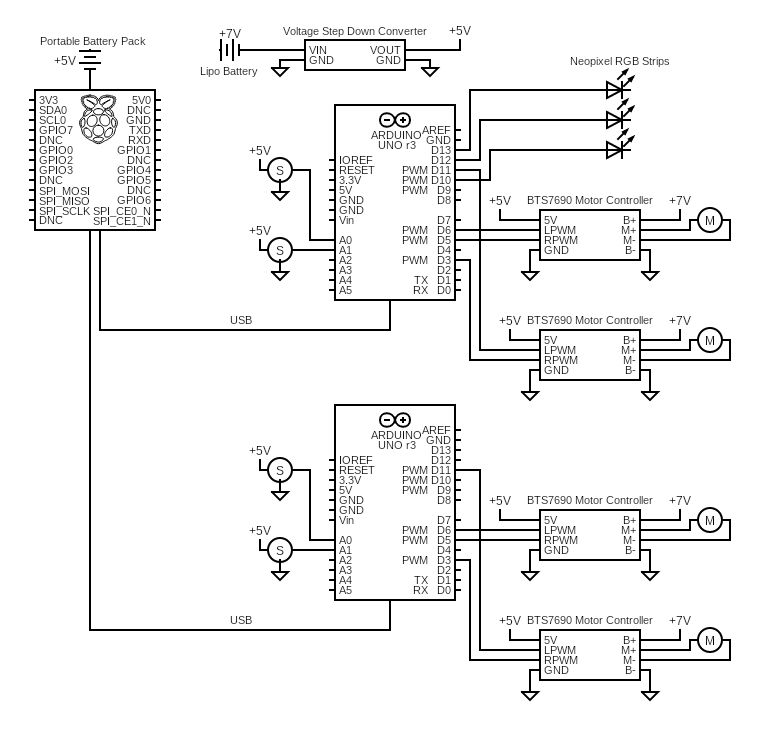 Portable Battery Pack
+5V
+7V
Lipo Battery
Voltage Step Down Converter
VIN VOUT
GND GND
+5V
Neopixel RGB Strips
3V3 5V0
SDA0 DNC
SCL0 GND
GPIO7 TXD
DNC RXD
GPIO0 GPIO1
GPIO2 DNC
GPIO3 GPIO4
DNC GPIO5
SPI_MOSI DNC
SPI_MISO GPIO6
SPI_SCLK SPI_CE0_N
DNC SPI_CE1_N
ARDUINO
UNO r3
AREF
GND
D13
IOREF D12
RESET PWM D11
3.3V PWM D10
5V PWM D9
GND D8
GND
Vin D7
PWM D6
A0 PWM D5
A1 D4
A2 PWM D3
A3 D2
A4 TX D1
A5 RX D0
+5V
S
+5V
S
USB
+5V BTS7690 Motor Controller +7V
5V B+
LPWM M+
RPWM M-
GND B-
M
+5V BTS7690 Motor Controller +7V
5V B+
LPWM M+
RPWM M-
GND B-
M
ARDUINO
UNO r3
AREF
GND
D13
IOREF D12
RESET PWM D11
3.3V PWM D10
5V PWM D9
GND D8
GND
Vin D7
PWM D6
A0 PWM D5
A1 D4
A2 PWM D3
A3 D2
A4 TX D1
A5 RX D0
+5V
S
+5V
S
USB
+5V BTS7690 Motor Controller +7V
5V B+
LPWM M+
RPWM M-
GND B-
M
+5V BTS7690 Motor Controller +7V
5V B+
LPWM M+
RPWM M-
GND B-
M